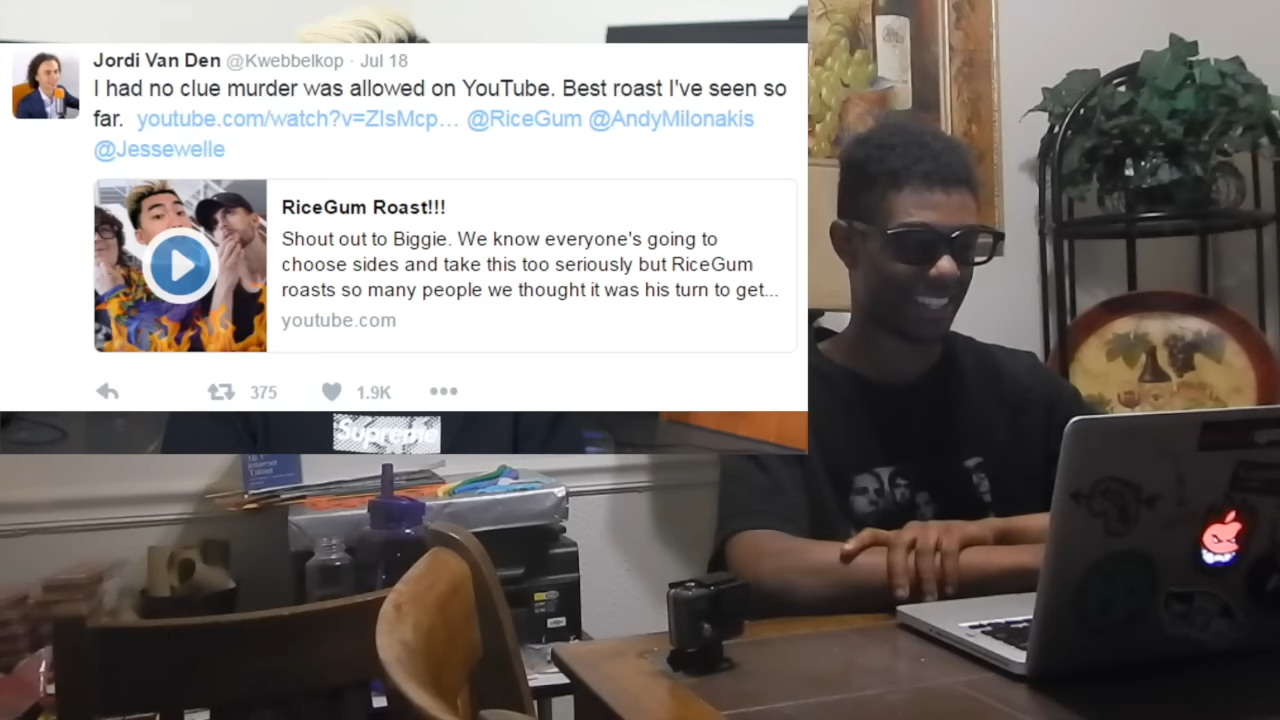 Jordi Van Den @Kwebbelkop · Jul 18
I had no clue murder was allowed on YouTube. Best roast I've seen so
far. youtube.com/watch?v=ZIsMcp… @RiceGum @AndyMilonakis
@Jessewelle
RiceGum Roast!!!
Shout out to Biggie. We know everyone's going to
choose sides and take this too seriously but RiceGum
roasts so many people we thought it was his turn to get...
youtube.com
375 1.9K
Supreme